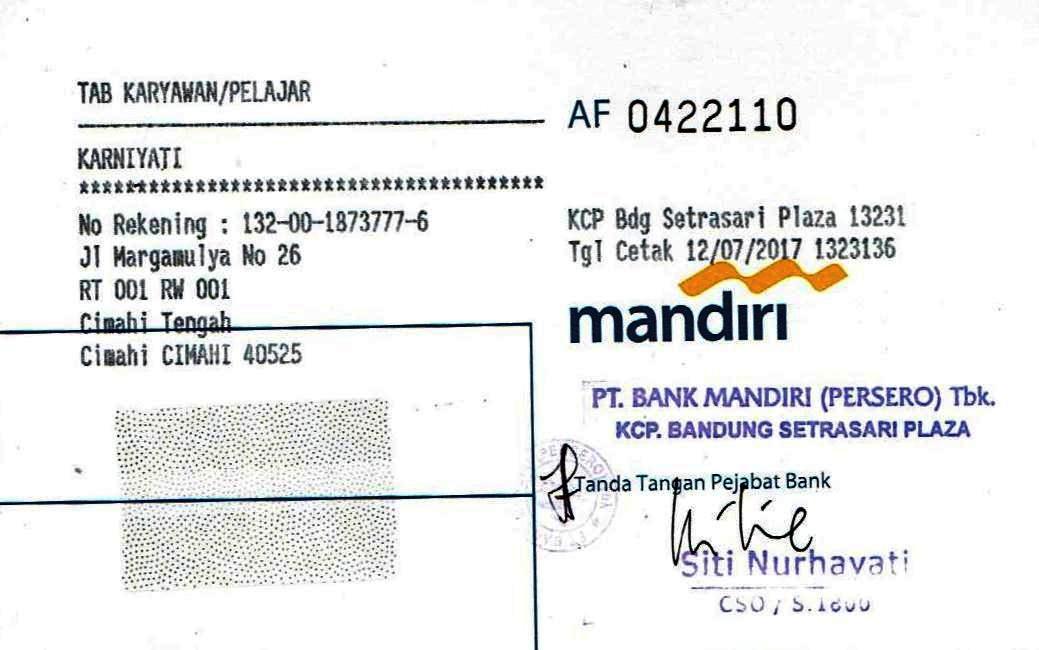 TAB KARYAWAN/PELAJAR
KARNIYATI
******************************************
No Rekening : 132-00-1873777-6
Jl Margamulya No 26
RT 001 RW 001
Cimahi Tengah
Cimahi CIMAHI 40525
AF 0422110
KCP Bdg Setrasari Plaza 13231
Tgl Cetak 12/07/2017 1323136
mandırı
PT. BANK MANDIRI (PERSERO) Tbk.
KCP. BANDUNG SETRASARI PLAZA
Tanda Tangan Pejabat Bank
Siti Nurhayati
CSO / S.1800